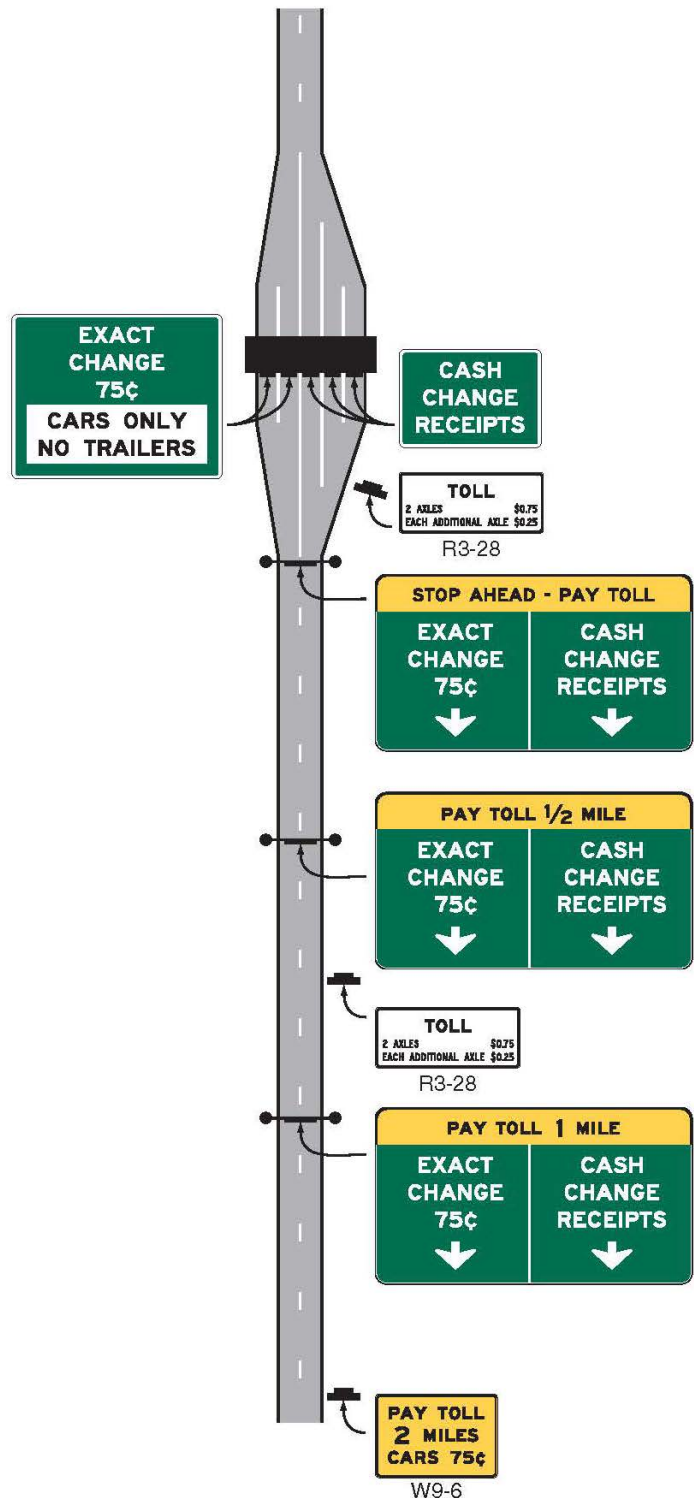 EXACT
CHANGE
75¢
CARS ONLY
NO TRAILERS
CASH
CHANGE
RECEIPTS
TOLL
2 AXLES $0.75
EACH ADDITIONAL AXLE $0.25
R3-28
STOP AHEAD - PAY TOLL
EXACT
CHANGE
75¢
CASH
CHANGE
RECEIPTS
PAY TOLL 1/2 MILE
EXACT
CHANGE
75¢
CASH
CHANGE
RECEIPTS
TOLL
2 AXLES $0.75
EACH ADDITIONAL AXLE $0.25
R3-28
PAY TOLL 1 MILE
EXACT
CHANGE
75¢
CASH
CHANGE
RECEIPTS
PAY TOLL
2 MILES
CARS 75¢
W9-6